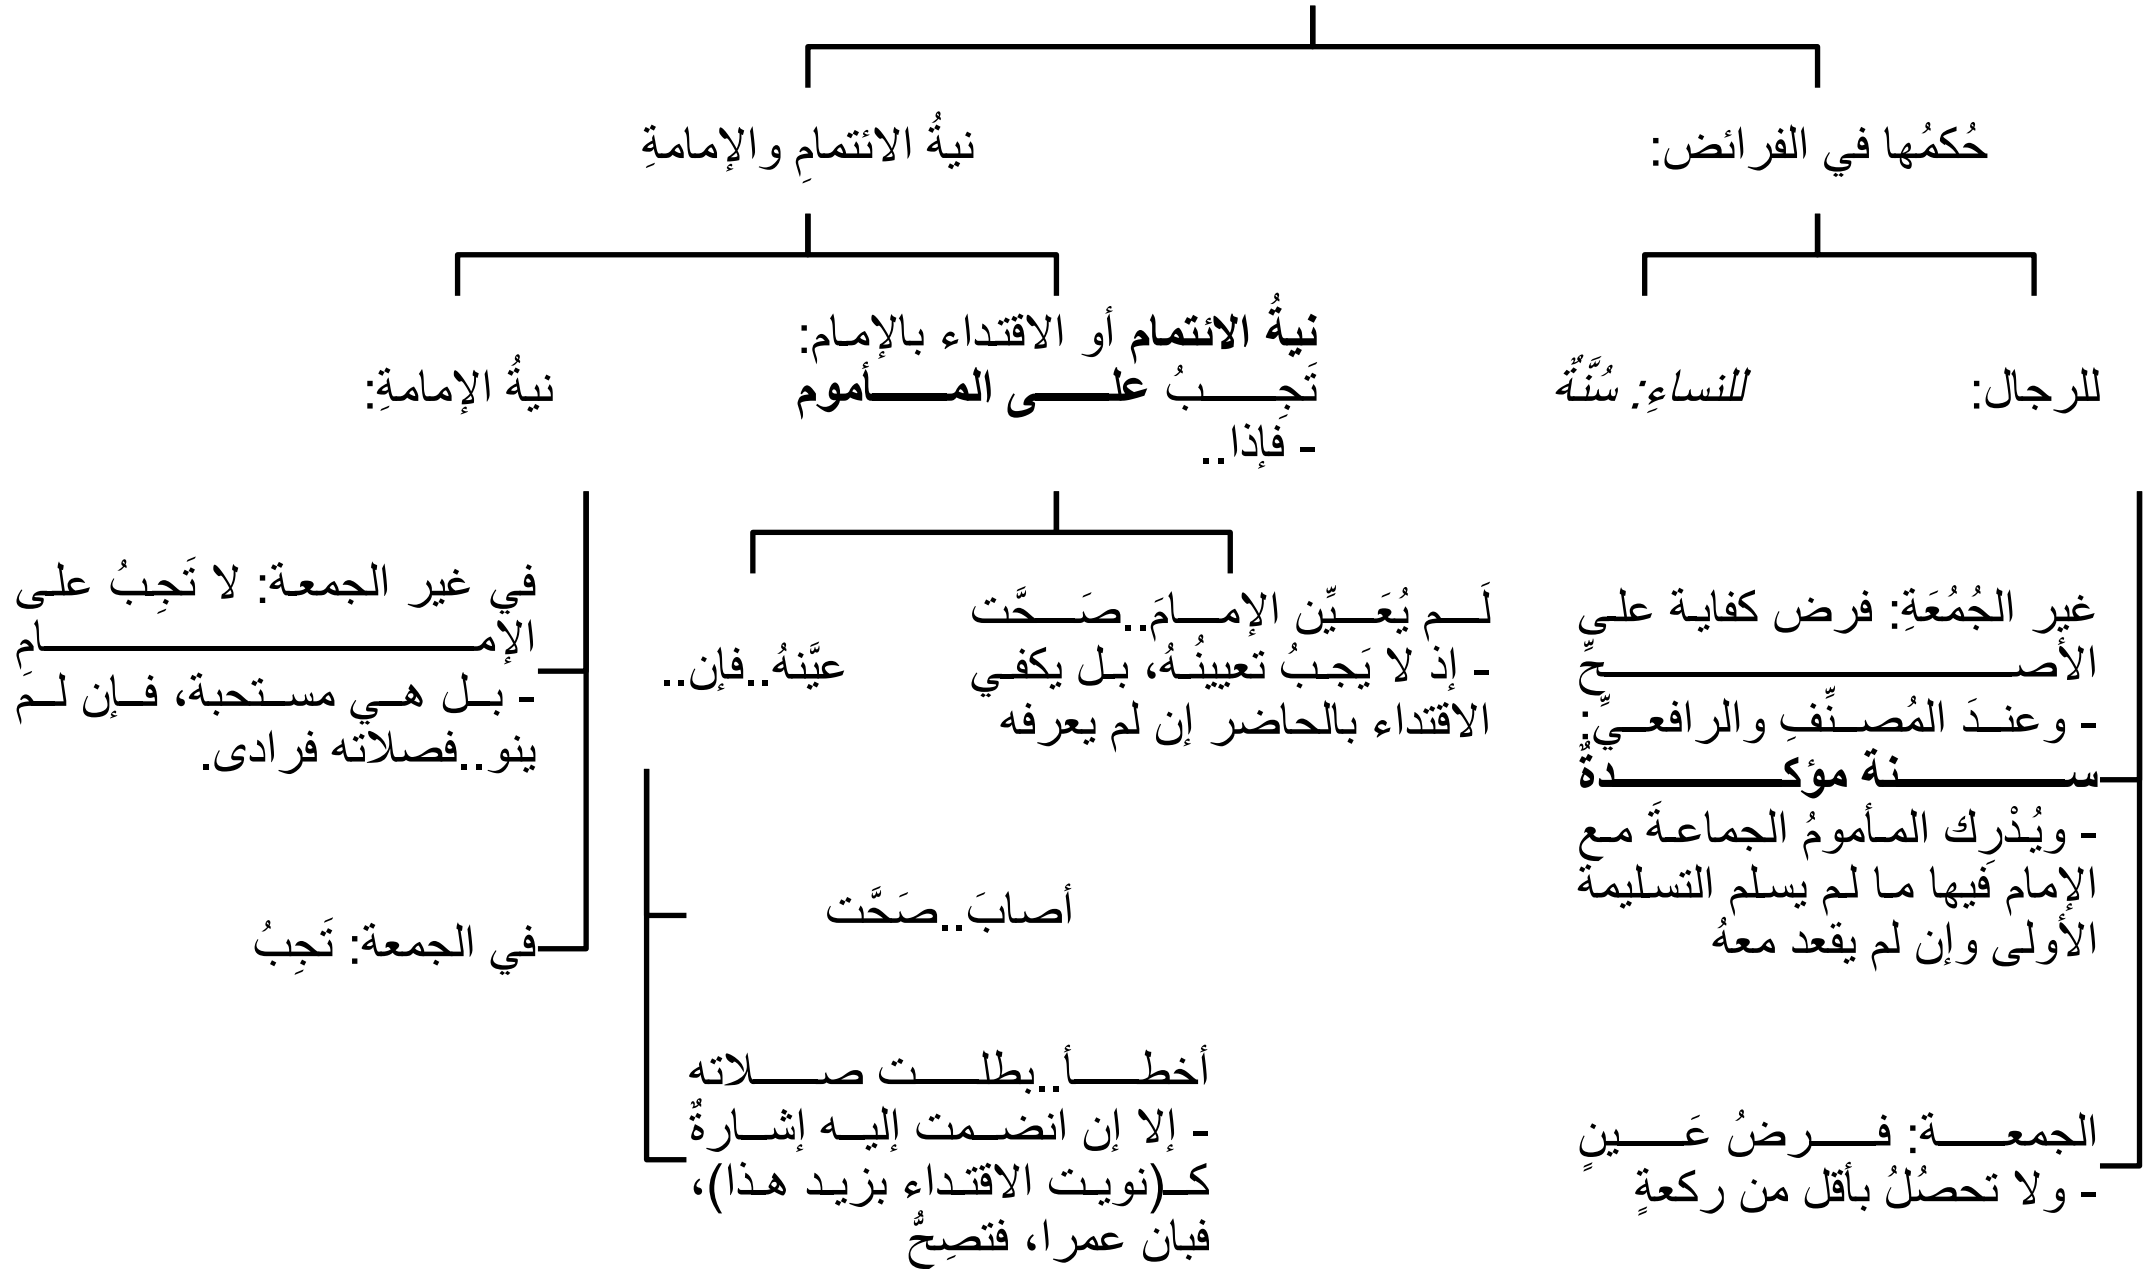 حُكمُها في الفرائض:
نيةُ الائتمامِ والإمامةِ
للرجال:
للنساءِ: سُنَّةٌ
نيةُ الائتمام أو الاقتداء بالإمام:
تَجِبُ على المأموم
- فإذا..
نيةُ الإمامةِ:
غير الجُمُعَةِ: فرض كفاية على
الأصحِّ
- وعندَ المُصنِّفِ والرافعيِّ:
سنة مؤكدةٌ
- ويُدْرِك المأمومُ الجماعةَ مع
الإمام فيها ما لم يسلم التسليمة
الأولى وإن لم يقعد معهُ
الجمعة: فرضُ عَينٍ
- ولا تحصُلُ بأقل من ركعةٍ
لَم يُعَيِّن الإمامَ..صَحَّت
- إذ لا يَجِبُ تعيينُهُ، بل يكفي
الاقتداء بالحاضر إن لم يعرفه
عيَّنهُ..فإن..
أصابَ..صَحَّت
أخطأ..بطلت صلاته
- إلا إن انضمت إليه إشارةٌ
كـ(نويت الاقتداء بزيد هذا)،
فبان عمرا، فتصِحُّ
في غير الجمعة: لا تَجِبُ على
الإمامِ
- بل هي مستحبة، فإن لم
ينو..فصلاته فرادى.
في الجمعة: تَجِبُ